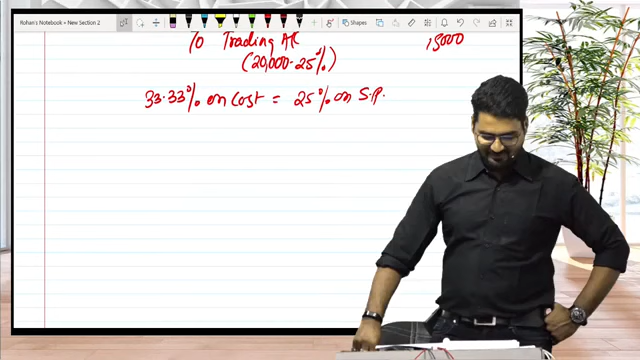 Rohan's Notebook • New Section 2
Shapes
To Trading A/c 15000
(20,000 - 25%)
33.33% on Cost = 25% on S.P.